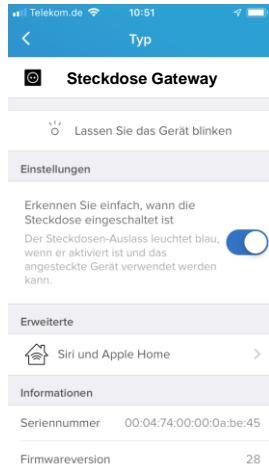 Telekom.de 10:51
Typ
Steckdose Gateway
Lassen Sie das Gerät blinken
Einstellungen
Erkennen Sie einfach, wann die
Steckdose eingeschaltet ist
Der Steckdosen-Auslass leuchtet blau,
wenn er aktiviert ist und das
angesteckte Gerät verwendet werden
kann.
Erweiterte
Siri und Apple Home
Informationen
Seriennummer 00:04:74:00:00:0a:be:45
Firmwareversion 28